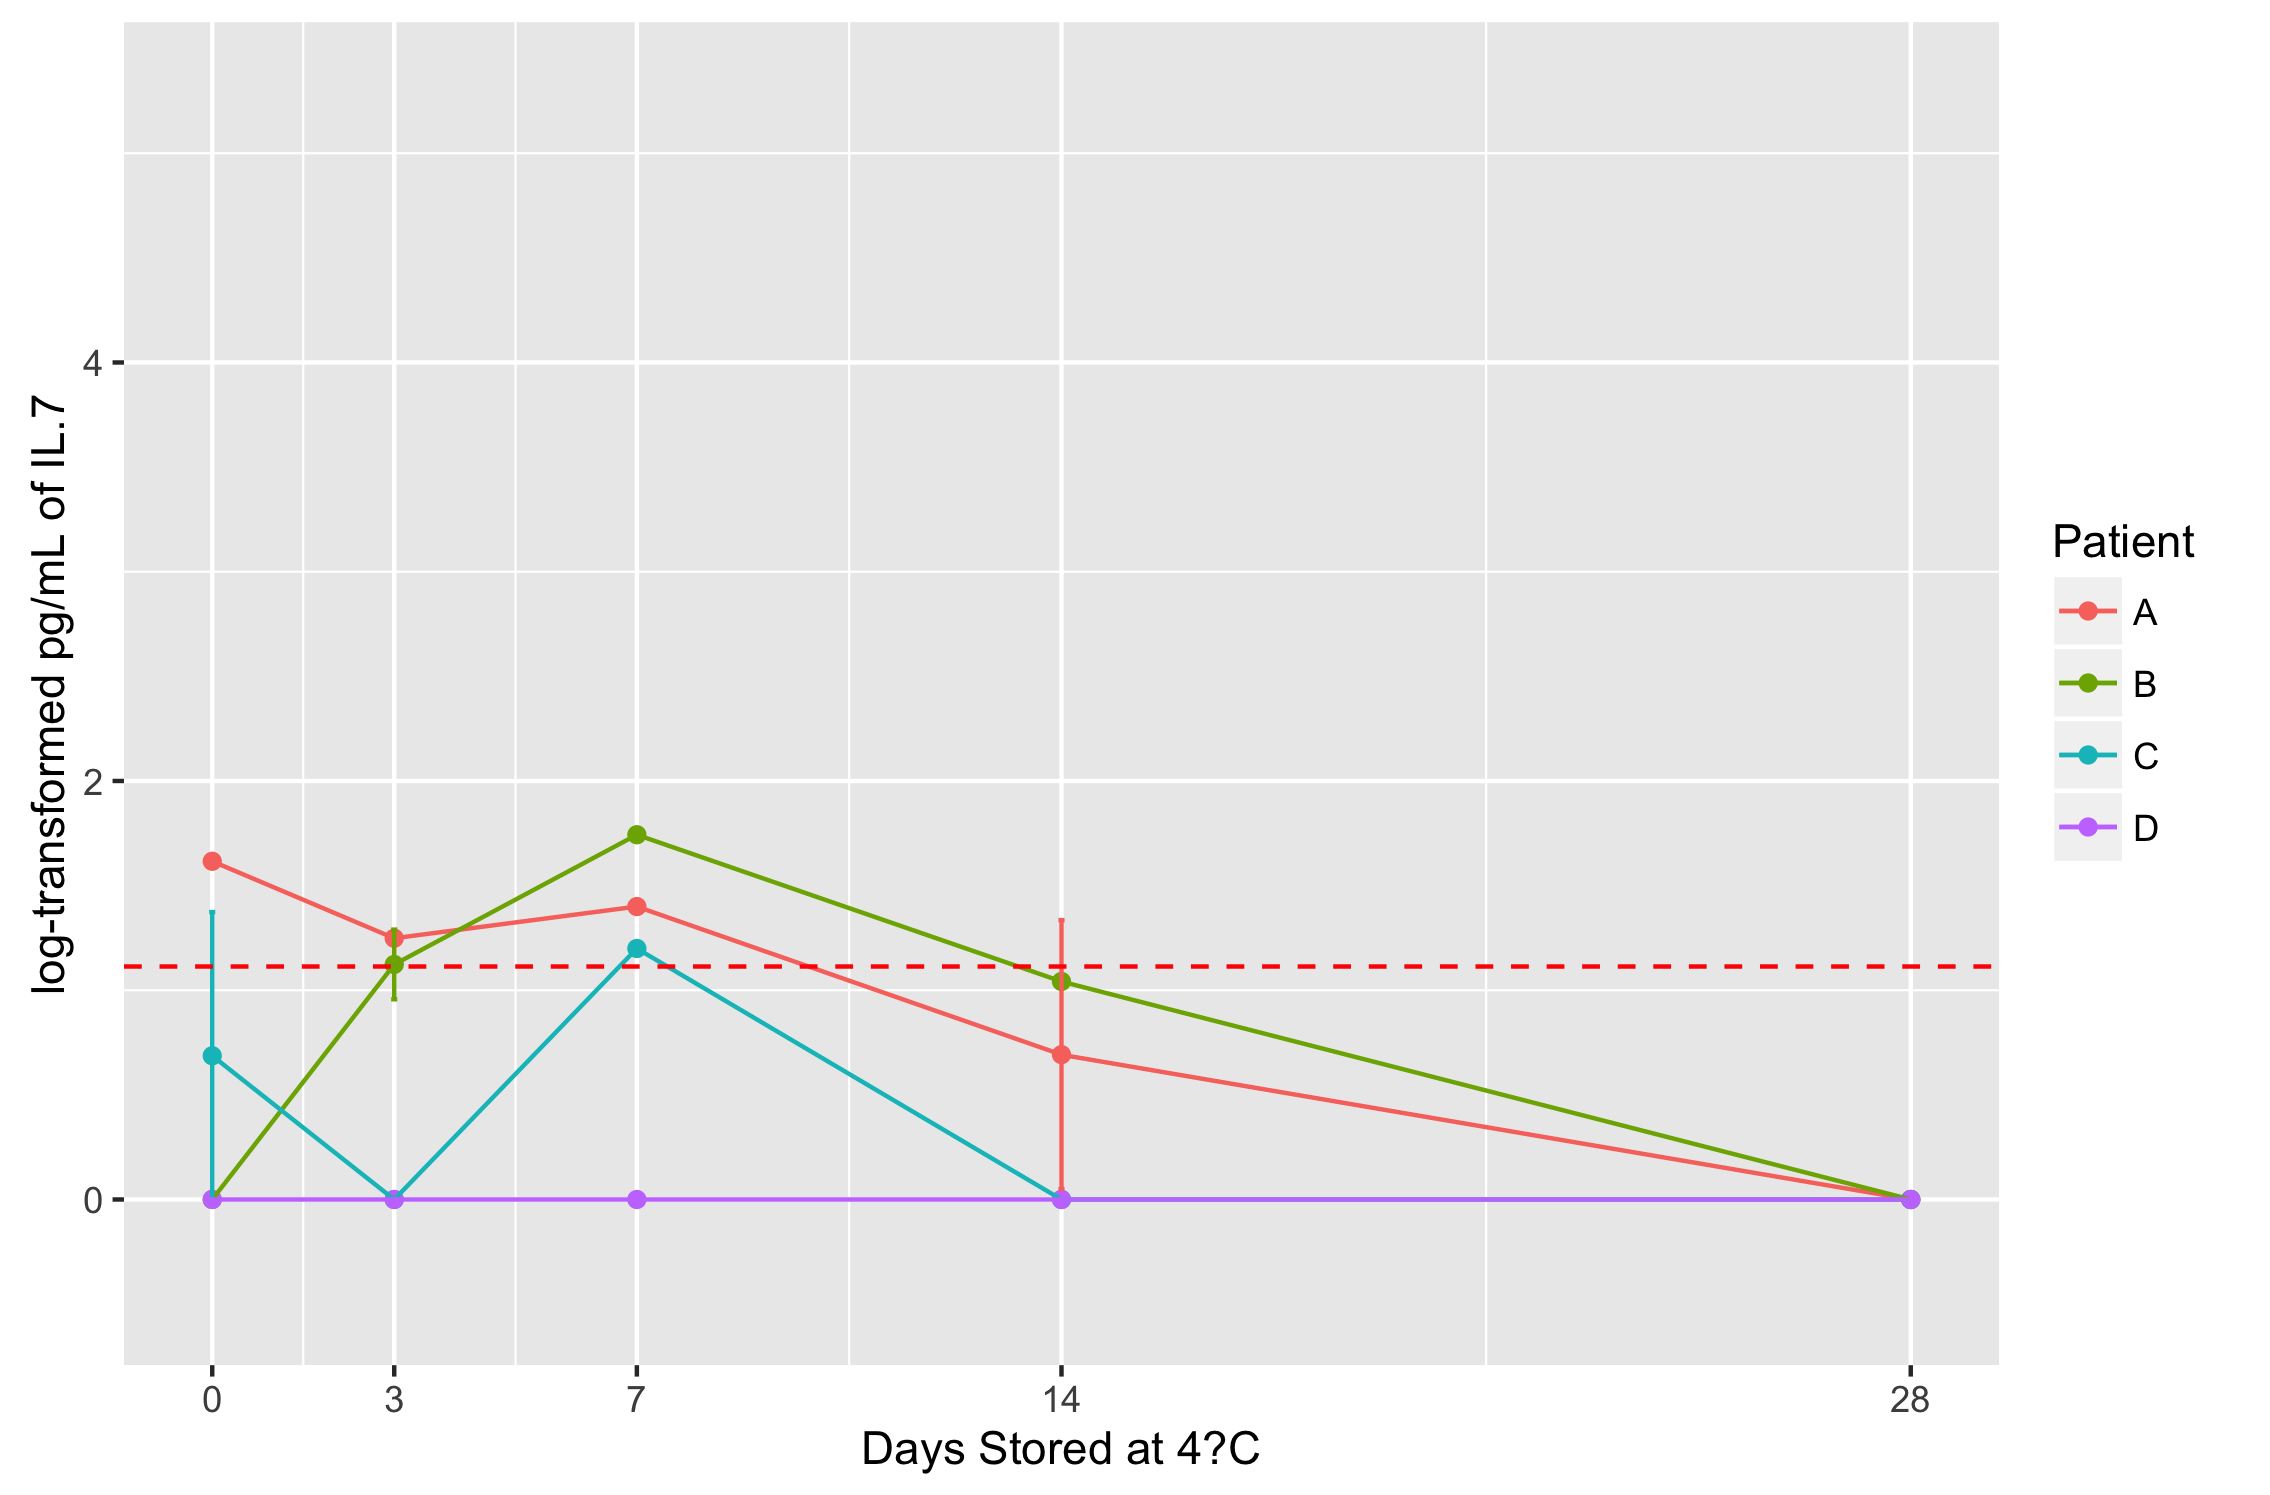 log-transformed pg/mL of IL.7
4
2
0
0 3 7 14 28
Days Stored at 4?C
Patient
A
B
C
D